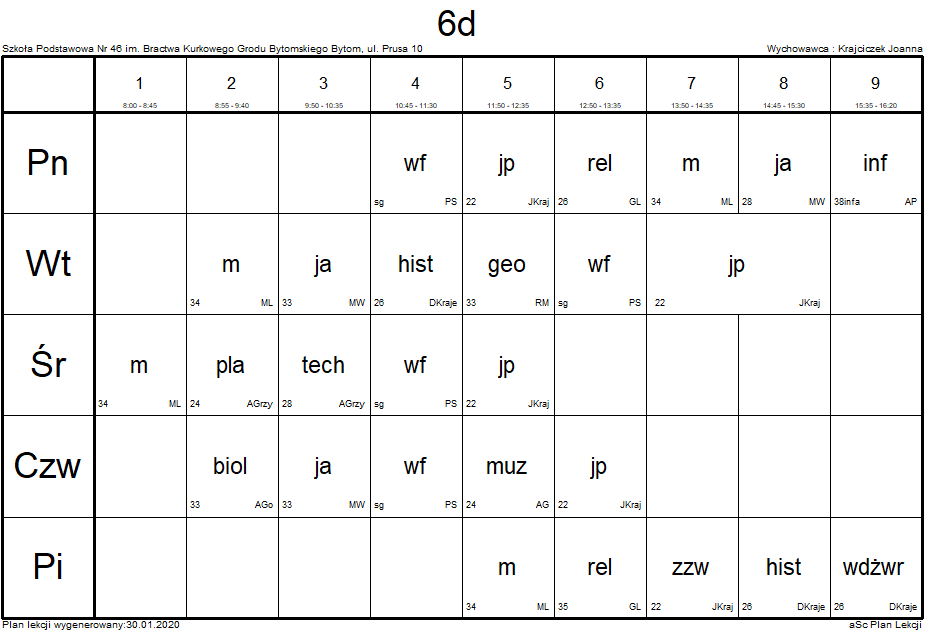 6d
Szkoła Podstawowa Nr 46 im. Bractwa Kurkowego Grodu Bytomskiego Bytom, ul. Prusa 10 Wychowawca : Krajciczek Joanna
1 2 3 4 5 6 7 8 9
8:00 - 8:45 8:55 - 9:40 9:50 - 10:35 10:45 - 11:30 11:50 - 12:35 12:50 - 13:35 13:50 - 14:35 14:45 - 15:30 15:35 - 16:20
Pn wf jp rel m ja inf
sg PS 22 JKraj 26 GL 34 ML 28 MW 38infa AP
Wt m ja hist geo wf jp
34 ML 33 MW 26 DKraje 33 RM sg PS 22 JKraj
Śr m pla tech wf jp
34 ML 24 AGrzy 28 AGrzy sg PS 22 JKraj
Czw biol ja wf muz jp
33 AGo 33 MW sg PS 24 AG 22 JKraj
Pi m rel zzw hist wdżwr
34 ML 35 GL 22 JKraj 26 DKraje 26 DKraje
Plan lekcji wygenerowany:30.01.2020 aSc Plan Lekcji